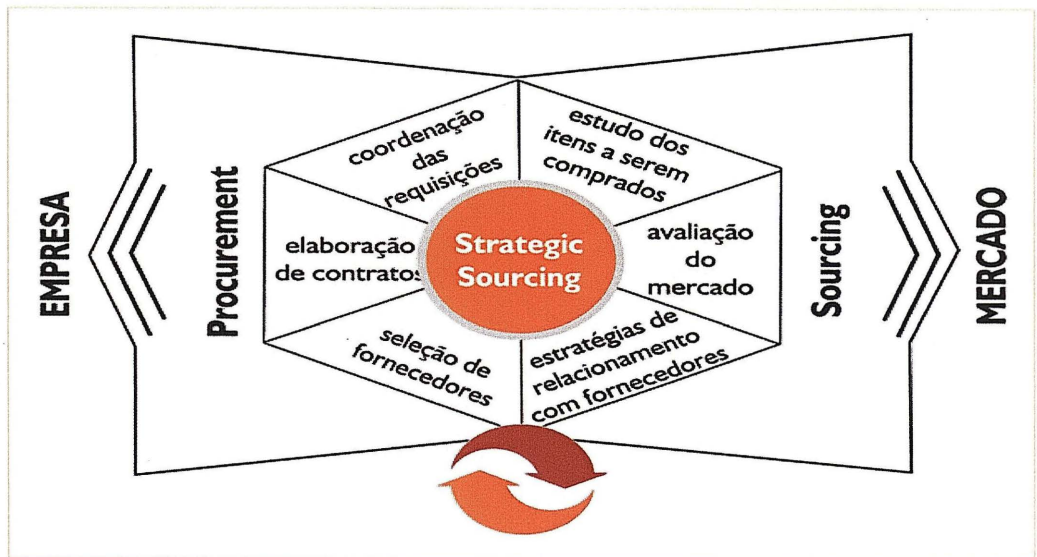 EMPRESA
Procurement
coordenação
das
requisições
elaboração
de contratos
seleção de
fornecedores
Strategic
Sourcing
estudo dos
itens a serem
comprados
avaliação
do
mercado
estratégias de
relacionamento
com fornecedores
Sourcing
MERCADO